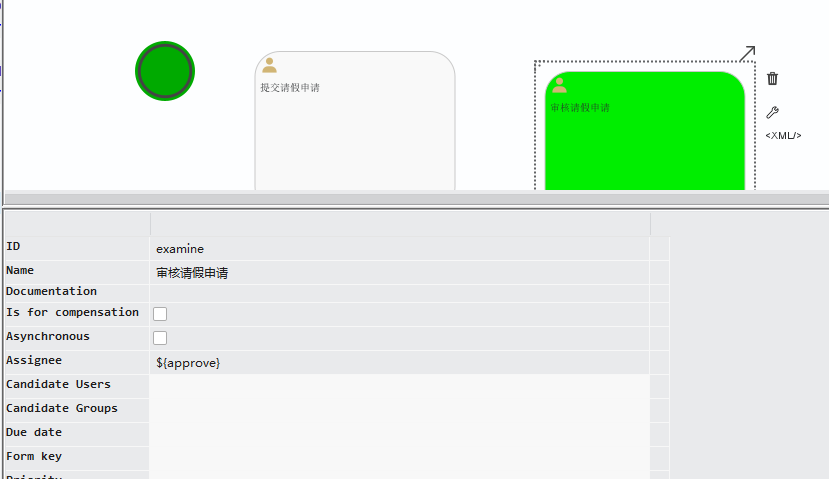 提交请假申请
审核请假申请
<XML/>
ID examine
Name 审核请假申请
Documentation
Is for compensation
Asynchronous
Assignee ${approve}
Candidate Users
Candidate Groups
Due date
Form key
Priority